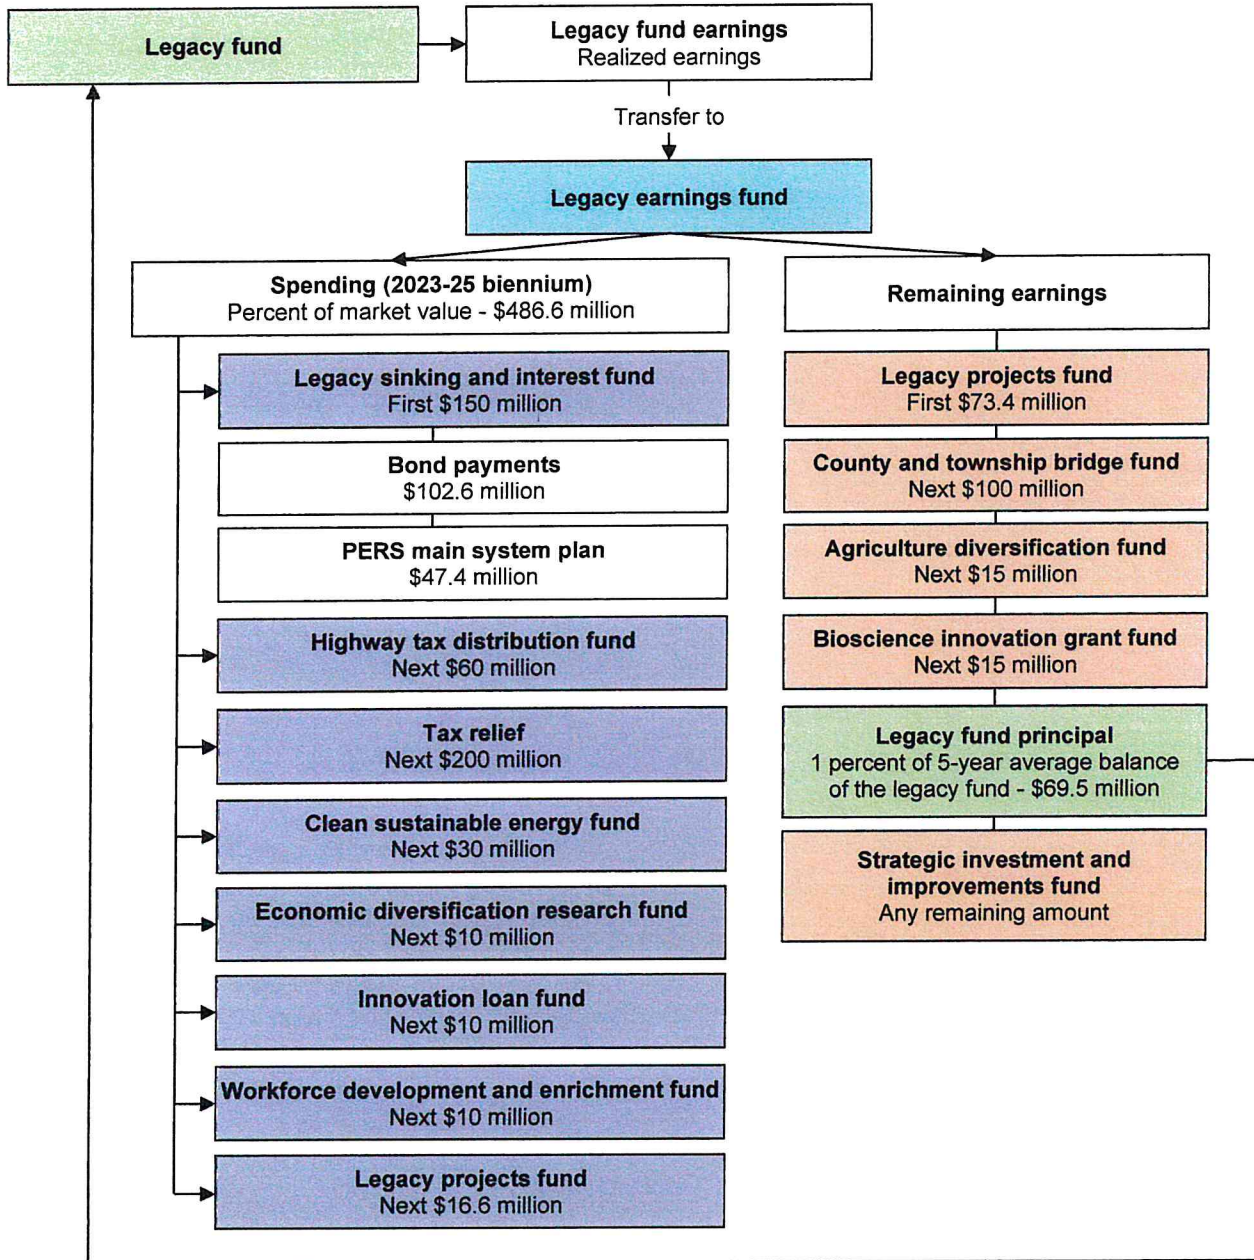 Legacy fund
Legacy fund earnings
Realized earnings
Transfer to
Legacy earnings fund
Spending (2023-25 biennium)
Percent of market value - $486.6 million
Legacy sinking and interest fund
First $150 million
Bond payments
$102.6 million
PERS main system plan
$47.4 million
Highway tax distribution fund
Next $60 million
Tax relief
Next $200 million
Clean sustainable energy fund
Next $30 million
Economic diversification research fund
Next $10 million
Innovation loan fund
Next $10 million
Workforce development and enrichment fund
Next $10 million
Legacy projects fund
Next $16.6 million
Remaining earnings
Legacy projects fund
First $73.4 million
County and township bridge fund
Next $100 million
Agriculture diversification fund
Next $15 million
Bioscience innovation grant fund
Next $15 million
Legacy fund principal
1 percent of 5-year average balance
of the legacy fund - $69.5 million
Strategic investment and
improvements fund
Any remaining amount